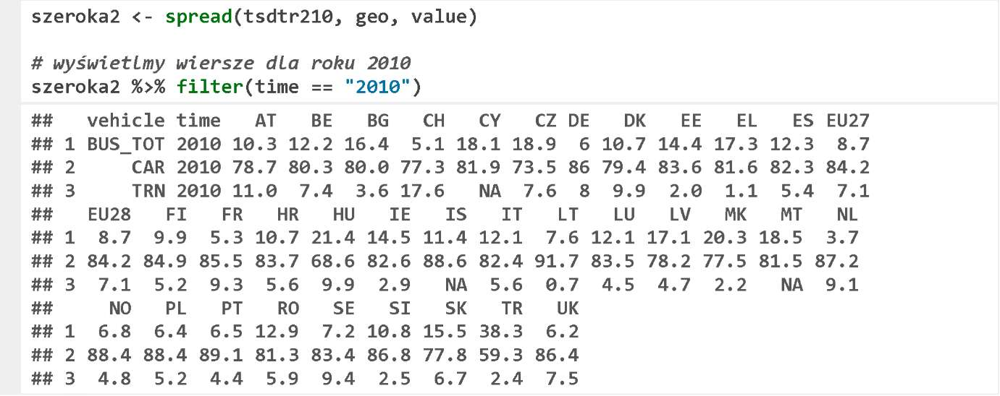 szeroka2 <- spread(tsdtr210, geo, value)
# wyświetlmy wiersze dla roku 2010
szeroka2 %>% filter(time == "2010")
##   vehicle time   AT   BE   BG   CH   CY   CZ DE   DK   EE   EL   ES EU27
## 1 BUS_TOT 2010 10.3 12.2 16.4  5.1 18.1 18.9  6 10.7 14.4 17.3 12.3  8.7
## 2     CAR 2010 78.7 80.3 80.0 77.3 81.9 73.5 86 79.4 83.6 81.6 82.3 84.2
## 3     TRN 2010 11.0  7.4  3.6 17.6   NA  7.6  8  9.9  2.0  1.1  5.4  7.1
##   EU28   FI   FR   HR   HU   IE   IS   IT   LT   LU   LV   MK   MT   NL
## 1  8.7  9.9  5.3 10.7 21.4 14.5 11.4 12.1  7.6 12.1 17.1 20.3 18.5  3.7
## 2 84.2 84.9 85.5 83.7 68.6 82.6 88.6 82.4 91.7 83.5 78.2 77.5 81.5 87.2
## 3  7.1  5.2  9.3  5.6  9.9  2.9   NA  5.6  0.7  4.5  4.7  2.2   NA  9.1
##     NO   PL   PT   RO   SE   SI   SK   TR   UK
## 1  6.8  6.4  6.5 12.9  7.2 10.8 15.5 38.3  6.2
## 2 88.4 88.4 89.1 81.3 83.4 86.8 77.8 59.3 86.4
## 3  4.8  5.2  4.4  5.9  9.4  2.5  6.7  2.4  7.5